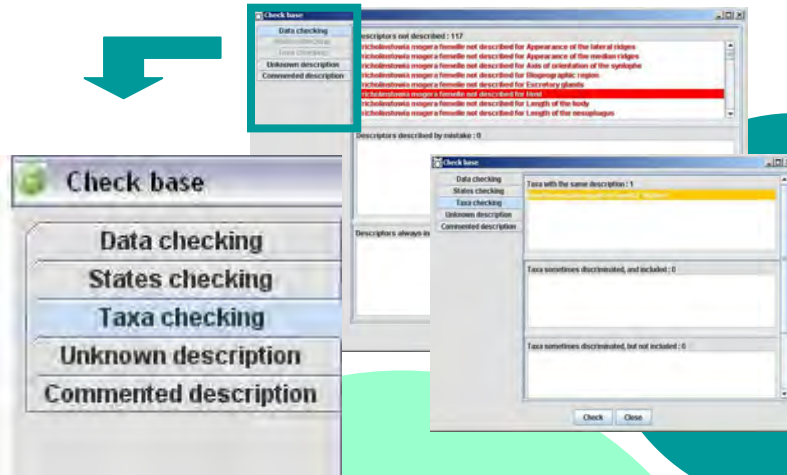 Check base
Data checking
States checking
Taxa checking
Unknown description
Commented description
Descriptors not described : 117
Tricholinstowia mogera femelle not described for Appearance of the lateral ridges
Tricholinstowia mogera femelle not described for Appearance of the median ridges
Tricholinstowia mogera femelle not described for Axis of orientation of the synlophe
Tricholinstowia mogera femelle not described for Biogeographic region
Tricholinstowia mogera femelle not described for Excretory glands
Tricholinstowia mogera femelle not described for Host
Tricholinstowia mogera femelle not described for Length of the body
Tricholinstowia mogera femelle not described for Length of the oesophagus
Descriptors described by mistake : 0
Descriptors always in
Check base
Data checking
States checking
Taxa checking
Unknown description
Commented description
Check base
Data checking
States checking
Taxa checking
Unknown description
Commented description
Taxa with the same description : 1
Taxa sometimes discriminated, and included : 0
Taxa sometimes discriminated, but not included : 0
Check
Close